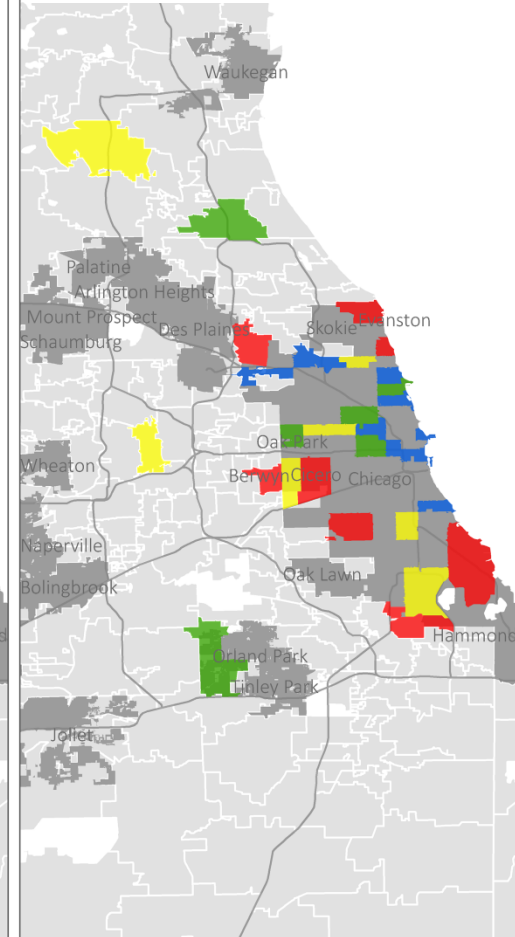 Waukegan
Palatine
Arlington Heights
Mount Prospect
Des Plaines
Skokie
Evanston
Schaumburg
Oak Park
Wheaton
Berwyn
Cicero
Chicago
Naperville
Oak Lawn
Bolingbrook
Hammond
Orland Park
Tinley Park
Joliet